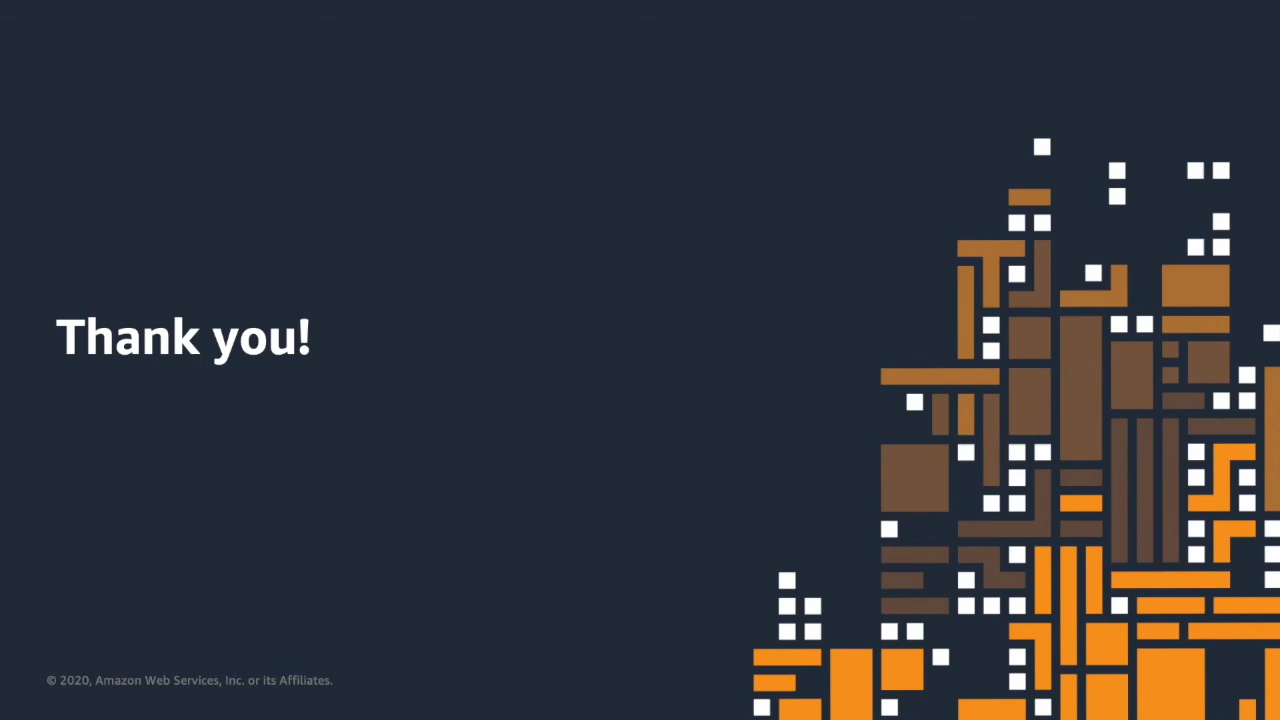 Thank you!
© 2020, Amazon Web Services, Inc. or its Affiliates.